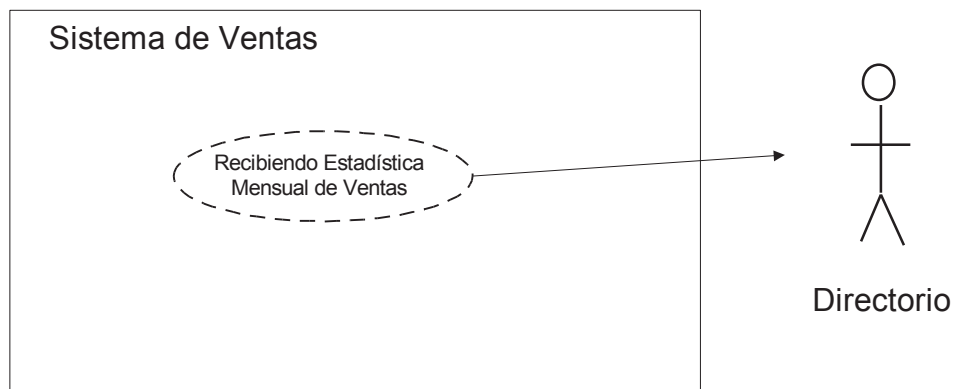 Sistema de Ventas
Recibiendo Estadística
Mensual de Ventas
Directorio